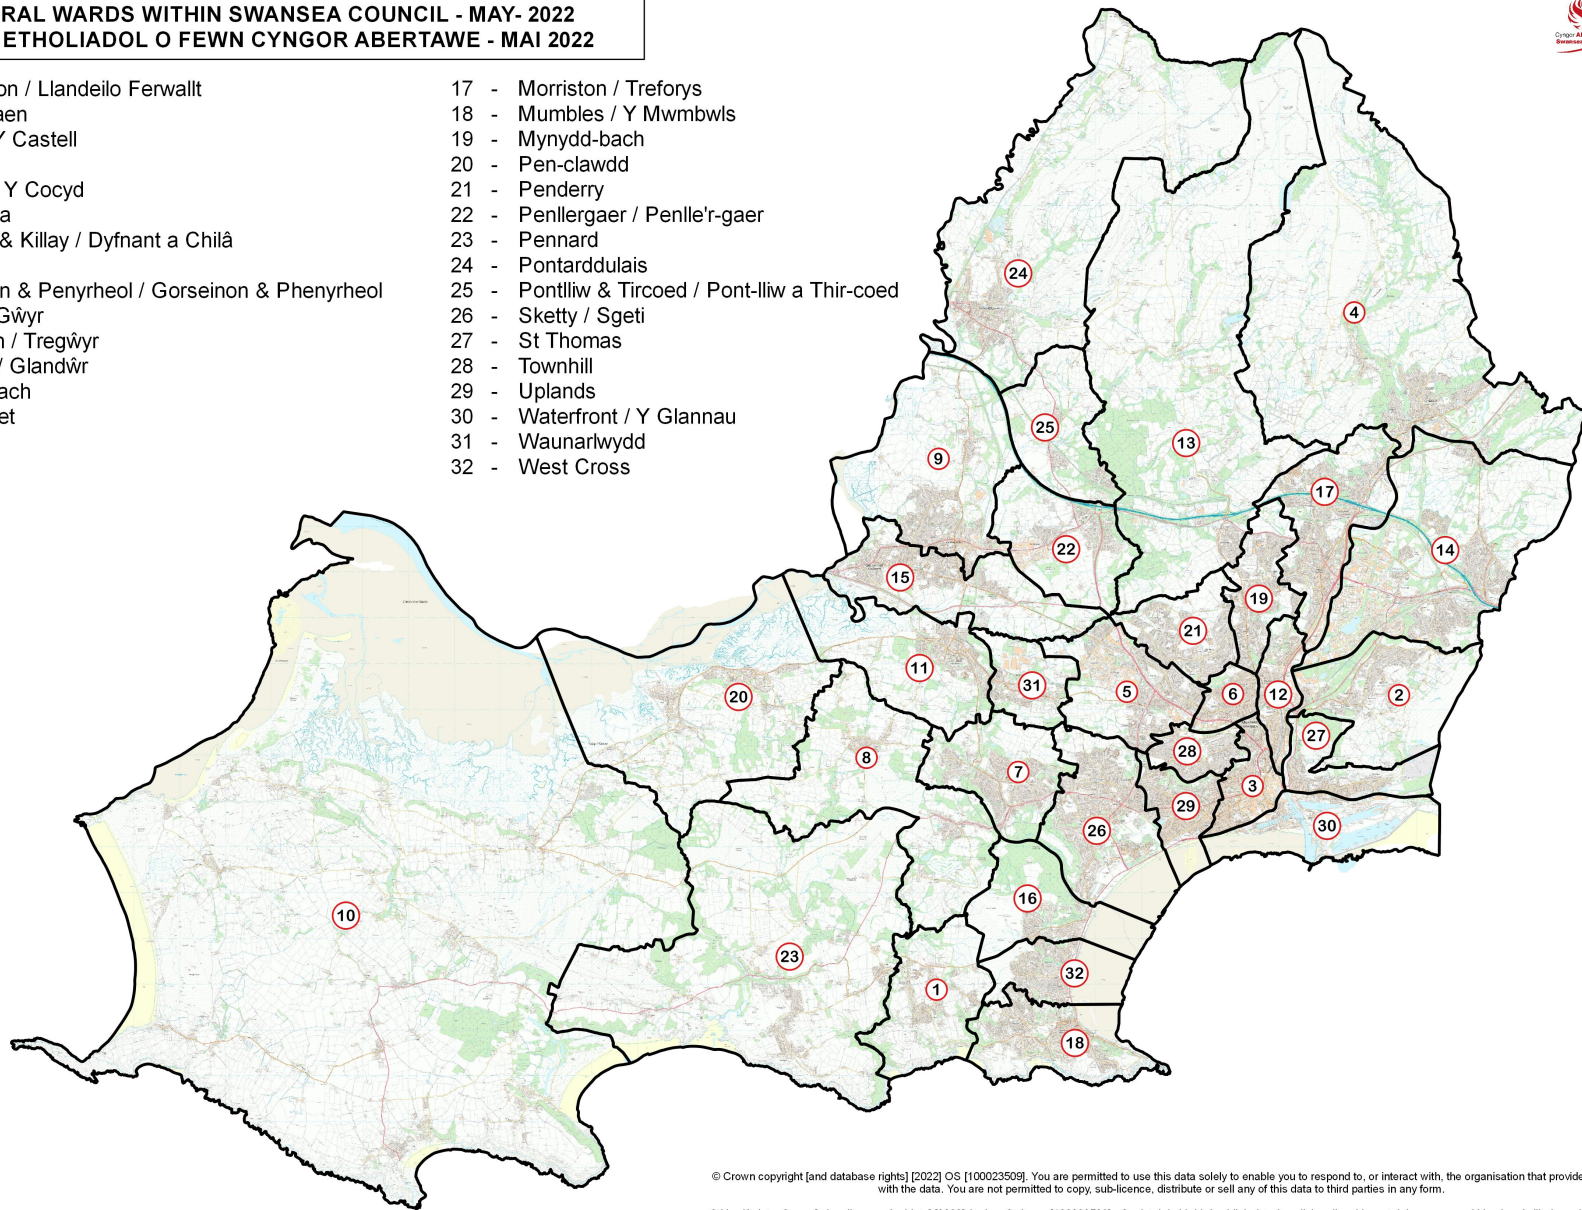 RAL WARDS WITHIN SWANSEA COUNCIL - MAY- 2022
ETHOLIADOL O FEWN CYNGOR ABERTAWE - MAI 2022
on / Llandeilo Ferwallt
aen
Y Castell
Y Cocyd
a
& Killay / Dyfnant a Chilâ
n & Penyrheol / Gorseinon & Phenyrheol
Gŵyr
n / Tregŵyr
/ Glandŵr
ach
et
17 - Morriston / Treforys
18 - Mumbles / Y Mwmbwls
19 - Mynydd-bach
20 - Pen-clawdd
21 - Penderry
22 - Penllergaer / Penlle'r-gaer
23 - Pennard
24 - Pontarddulais
25 - Pontlliw & Tircoed / Pont-lliw a Thir-coed
26 - Sketty / Sgeti
27 - St Thomas
28 - Townhill
29 - Uplands
30 - Waterfront / Y Glannau
31 - Waunarlwydd
32 - West Cross
24
4
25
13
9
17
22
14
15
19
21
11
31
5
6
12
2
20
27
8
7
28
3
29
26
30
16
10
23
32
1
18
© Crown copyright [and database rights] [2022] OS [100023509]. You are permitted to use this data solely to enable you to respond to, or interact with, the organisation that provide
with the data. You are not permitted to copy, sub-licence, distribute or sell any of this data to third parties in any form.